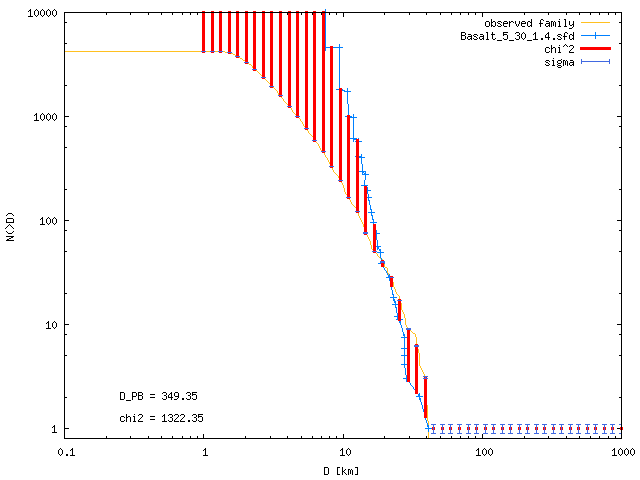 10000
1000
100
10
1
N(>D)
observed family
Basalt_5_30_1.4.sfd
chi^2
sigma
D_PB = 349.35
chi2 = 1322.35
0.1 1 10 100 1000
D [km]